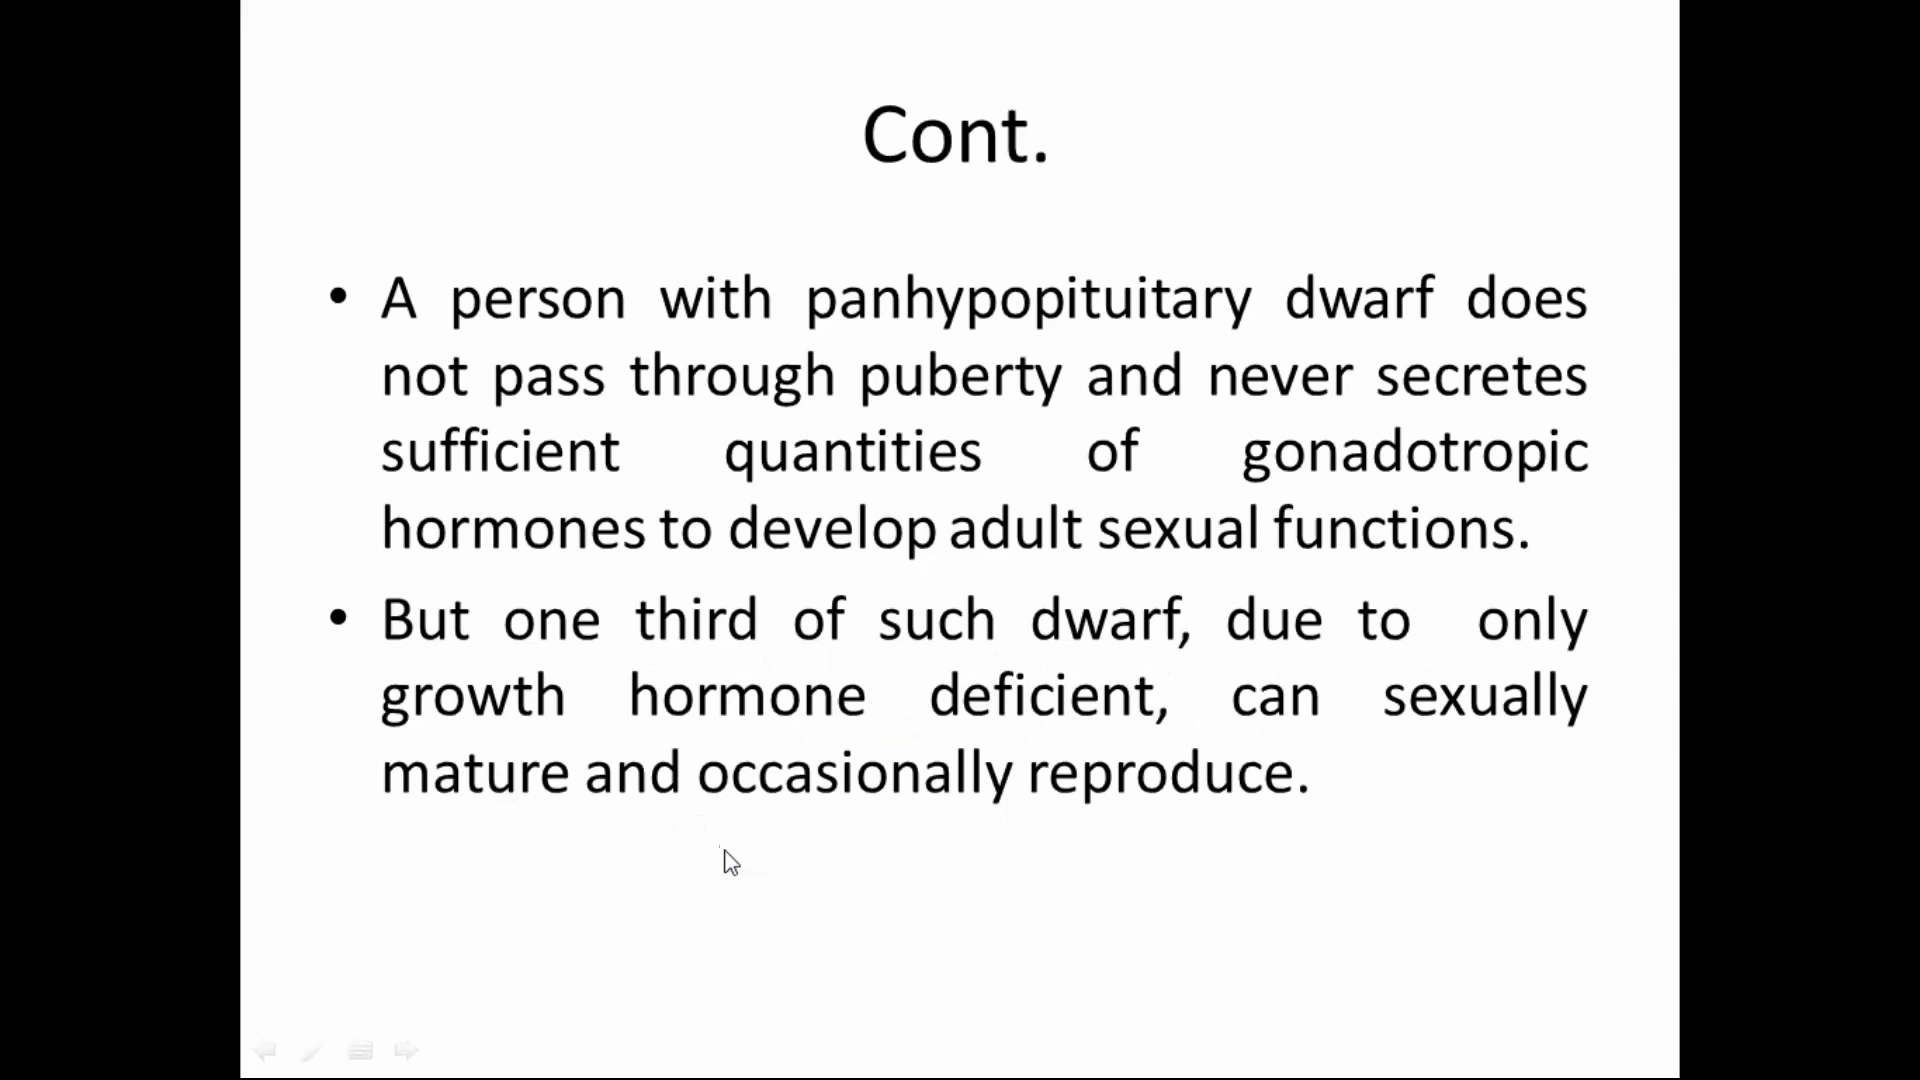 Cont.
• A person with panhypopituitary dwarf does
not pass through puberty and never secretes
sufficient quantities of gonadotropic
hormones to develop adult sexual functions.
• But one third of such dwarf, due to only
growth hormone deficient, can sexually
mature and occasionally reproduce.